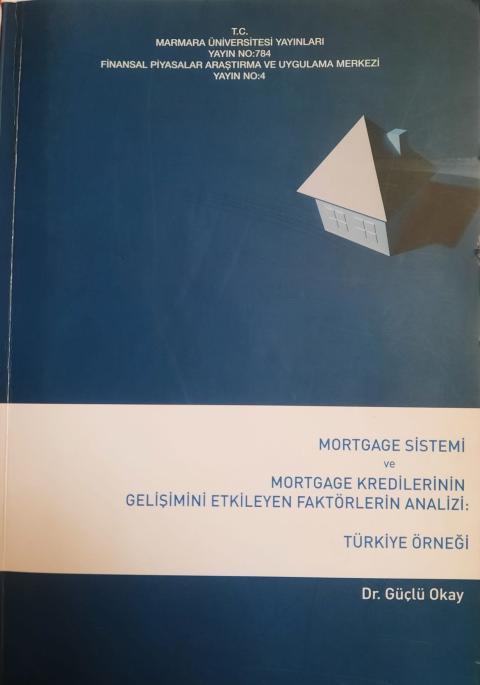 T.C.
MARMARA ÜNİVERSİTESİ YAYINLARI
YAYIN NO:784
FİNANSAL PİYASALAR ARAŞTIRMA VE UYGULAMA MERKEZİ
YAYIN NO:4
MORTGAGE SİSTEMİ
ve
MORTGAGE KREDİLERİNİN
GELİŞİMİNİ ETKİLEYEN FAKTÖRLERİN ANALİZİ:
TÜRKİYE ÖRNEĞİ
Dr. Güçlü Okay